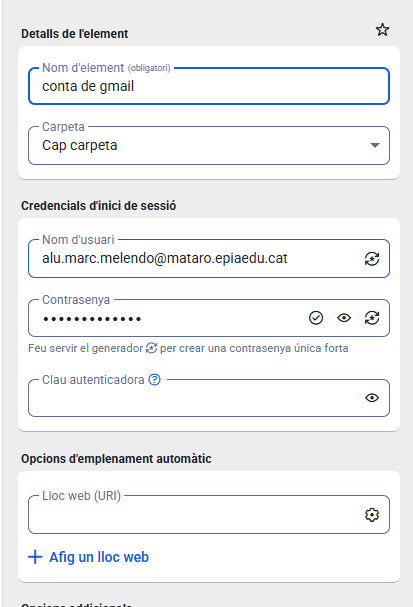 Detalls de l'element
Nom d'element (obligatori)
conta de gmail
Carpeta
Cap carpeta
Credencials d'inici de sessió
Nom d'usuari
alu.marc.melendo@mataro.epiaedu.cat
Contrasenya
•••••••••••••
Feu servir el generador per crear una contrasenya única forta
Clau autenticadora
Opcions d'emplenament automàtic
Lloc web (URI)
+ Afig un lloc web
Opcions addicionals